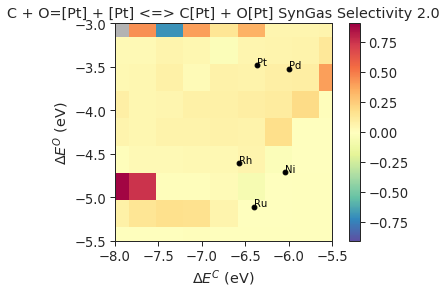 C + O=[Pt] + [Pt] <=> C[Pt] + O[Pt] SynGas Selectivity 2.0
−3.0
−3.5
−4.0
−4.5
−5.0
−5.5
ΔE^O (eV)
Pt
Pd
Rh
Ni
Ru
−8.0 −7.5 −7.0 −6.5 −6.0 −5.5
ΔE^C (eV)
0.75
0.50
0.25
0.00
−0.25
−0.50
−0.75